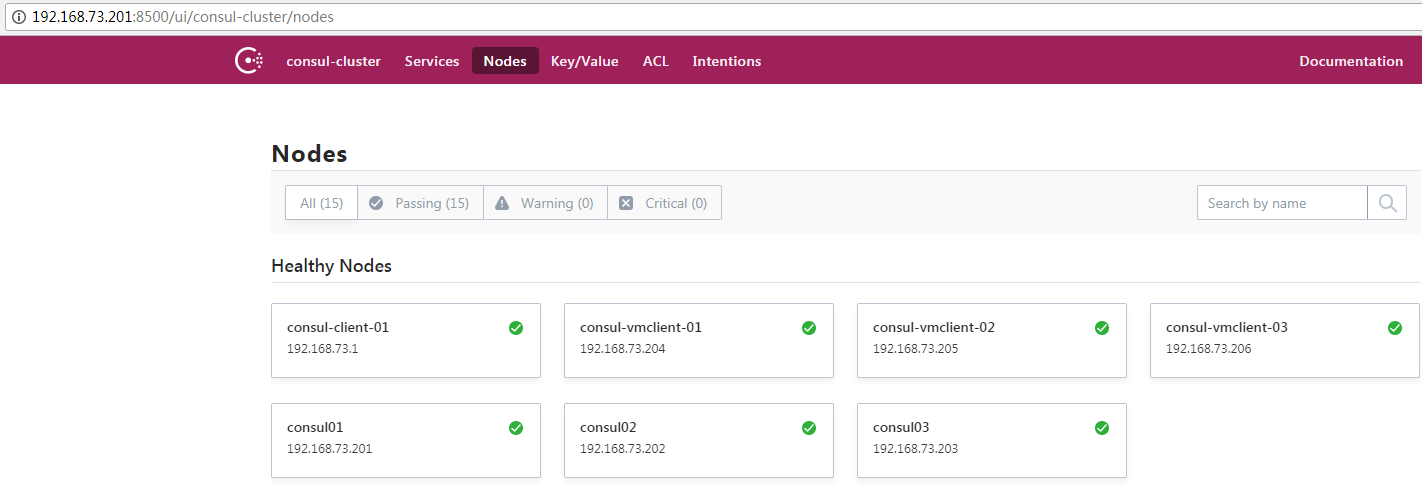 192.168.73.201:8500/ui/consul-cluster/nodes
consul-cluster Services Nodes Key/Value ACL Intentions Documentation
Nodes
All (15) Passing (15) Warning (0) Critical (0) Search by name
Healthy Nodes
consul-client-01 consul-vmclient-01 consul-vmclient-02 consul-vmclient-03
192.168.73.1 192.168.73.204 192.168.73.205 192.168.73.206
consul01 consul02 consul03
192.168.73.201 192.168.73.202 192.168.73.203